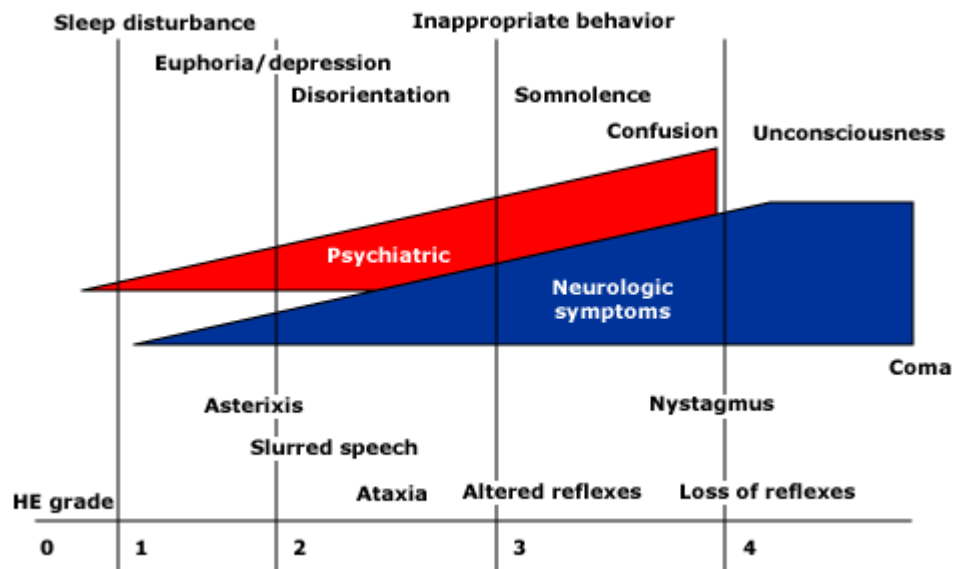 Sleep disturbance
Inappropriate behavior
Euphoria/depression
Disorientation
Somnolence
Confusion
Unconsciousness
Psychiatric
Neurologic
symptoms
Coma
Asterixis
Nystagmus
Slurred speech
Ataxia
Altered reflexes
Loss of reflexes
HE grade
0
1
2
3
4